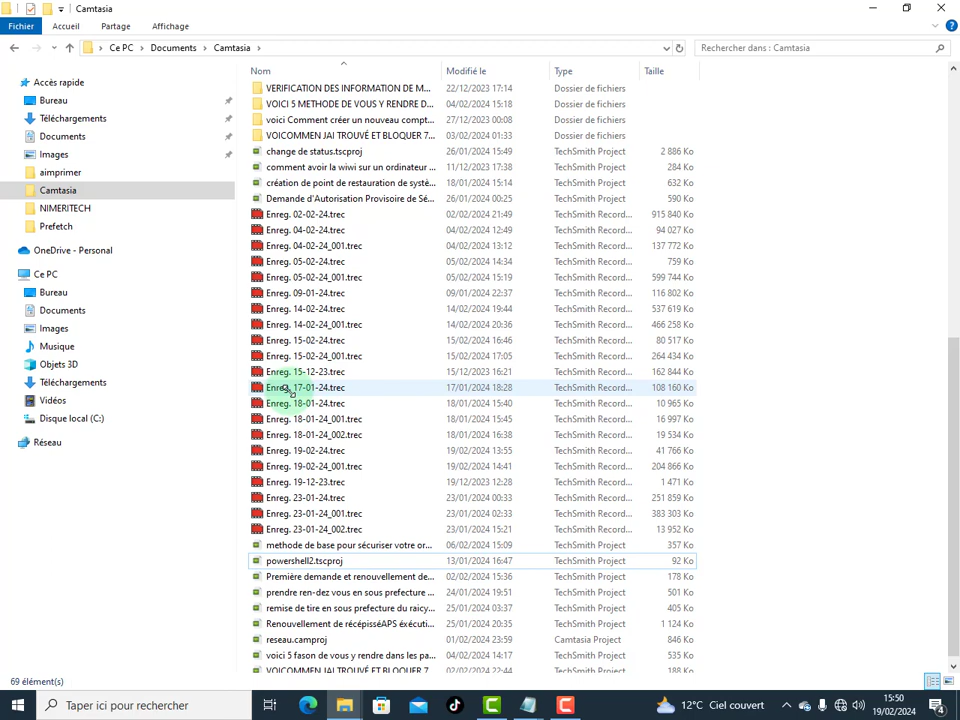 Camtasia
Fichier Accueil Partage Affichage
Ce PC > Documents > Camtasia >
Rechercher dans : Camtasia
Nom Modifié le Type Taille
Accès rapide
Bureau
Téléchargements
Documents
Images
aimprimer
Camtasia
NIMERITECH
Prefetch
OneDrive - Personal
Ce PC
Bureau
Documents
Images
Musique
Objets 3D
Téléchargements
Vidéos
Disque local (C:)
Réseau
VERIFICATION DES INFORMATION DE M... 22/12/2023 17:14 Dossier de fichiers
VOICI 5 METHODE DE VOUS Y RENDRE D... 04/02/2024 15:18 Dossier de fichiers
voici Comment créer un nouveau compt... 27/12/2023 00:08 Dossier de fichiers
VOICOMMEN JAI TROUVÉ ET BLOQUER 7... 03/02/2024 01:33 Dossier de fichiers
change de status.tscproj 26/01/2024 15:49 TechSmith Project 2 886 Ko
comment avoir la wiwi sur un ordinateur ... 11/12/2023 17:38 TechSmith Project 284 Ko
création de point de restauration de systè... 18/01/2024 15:14 TechSmith Project 632 Ko
Demande d'Autorisation Provisoire de Sé... 26/01/2024 00:25 TechSmith Project 590 Ko
Enreg. 02-02-24.trec 02/02/2024 21:49 TechSmith Record... 915 840 Ko
Enreg. 04-02-24.trec 04/02/2024 12:49 TechSmith Record... 94 027 Ko
Enreg. 04-02-24_001.trec 04/02/2024 13:12 TechSmith Record... 137 772 Ko
Enreg. 05-02-24.trec 05/02/2024 14:34 TechSmith Record... 759 Ko
Enreg. 05-02-24_001.trec 05/02/2024 15:19 TechSmith Record... 599 744 Ko
Enreg. 09-01-24.trec 09/01/2024 22:37 TechSmith Record... 116 802 Ko
Enreg. 14-02-24.trec 14/02/2024 19:44 TechSmith Record... 537 619 Ko
Enreg. 14-02-24_001.trec 14/02/2024 20:36 TechSmith Record... 466 258 Ko
Enreg. 15-02-24.trec 15/02/2024 16:46 TechSmith Record... 80 517 Ko
Enreg. 15-02-24_001.trec 15/02/2024 17:05 TechSmith Record... 264 434 Ko
Enreg. 15-12-23.trec 15/12/2023 16:21 TechSmith Record... 162 844 Ko
Enreg. 17-01-24.trec 17/01/2024 18:28 TechSmith Record... 108 160 Ko
Enreg. 18-01-24.trec 18/01/2024 15:40 TechSmith Record... 10 965 Ko
Enreg. 18-01-24_001.trec 18/01/2024 15:45 TechSmith Record... 16 997 Ko
Enreg. 18-01-24_002.trec 18/01/2024 16:38 TechSmith Record... 19 534 Ko
Enreg. 19-02-24.trec 19/02/2024 13:55 TechSmith Record... 41 766 Ko
Enreg. 19-02-24_001.trec 19/02/2024 14:41 TechSmith Record... 204 866 Ko
Enreg. 19-12-23.trec 19/12/2023 12:28 TechSmith Record... 1 471 Ko
Enreg. 23-01-24.trec 23/01/2024 00:33 TechSmith Record... 251 859 Ko
Enreg. 23-01-24_001.trec 23/01/2024 02:33 TechSmith Record... 383 303 Ko
Enreg. 23-01-24_002.trec 23/01/2024 15:21 TechSmith Record... 13 952 Ko
methode de base pour sécuriser votre or... 06/02/2024 15:09 TechSmith Project 357 Ko
powershell2.tscproj 13/01/2024 16:47 TechSmith Project 92 Ko
Première demande et renouvellement de... 02/02/2024 15:36 TechSmith Project 178 Ko
prendre ren-dez vous en sous prefecture ... 24/01/2024 19:51 TechSmith Project 501 Ko
remise de tire en sous prefecture du raicy... 25/01/2024 03:37 TechSmith Project 405 Ko
Renouvellement de récépisséAPS éxécuti... 25/01/2024 20:35 TechSmith Project 1 124 Ko
reseau.camproj 01/02/2024 23:59 Camtasia Project 846 Ko
voici 5 fason de vous y rendre dans les pa... 04/02/2024 14:17 TechSmith Project 535 Ko
VOICOMMEN JAI TROUVÉ ET BLOQUER 7... 02/02/2024 22:44 TechSmith Project 188 Ko
69 élément(s)
Taper ici pour rechercher
12°C Ciel couvert
15:50
19/02/2024
4